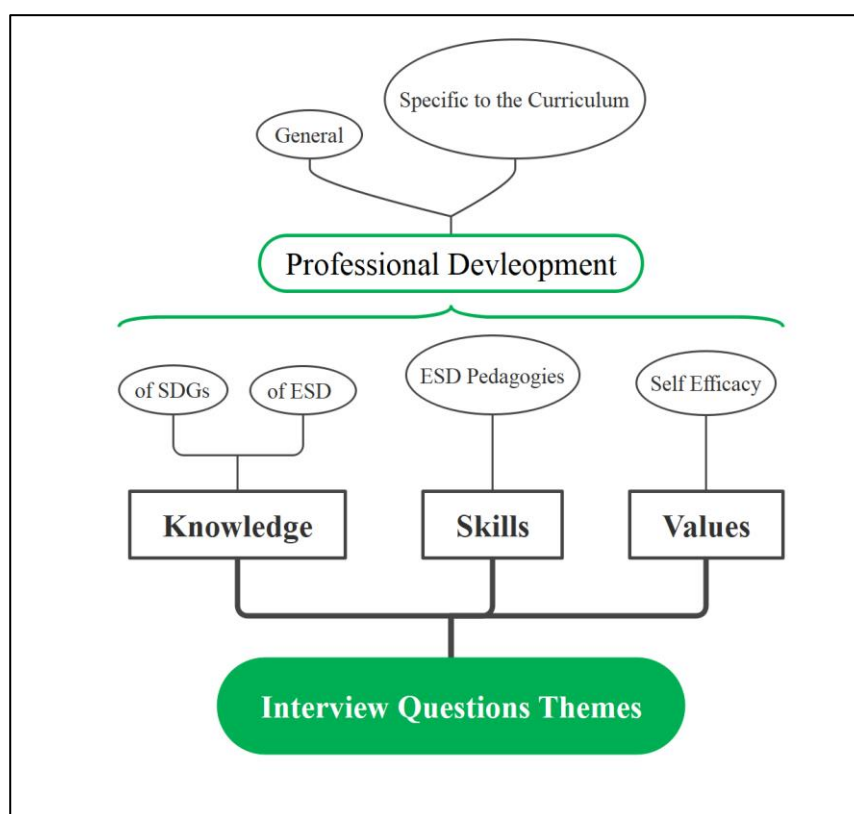 Specific to the Curriculum
General
Professional Devleopment
of SDGs
of ESD
ESD Pedagogies
Self Efficacy
Knowledge
Skills
Values
Interview Questions Themes